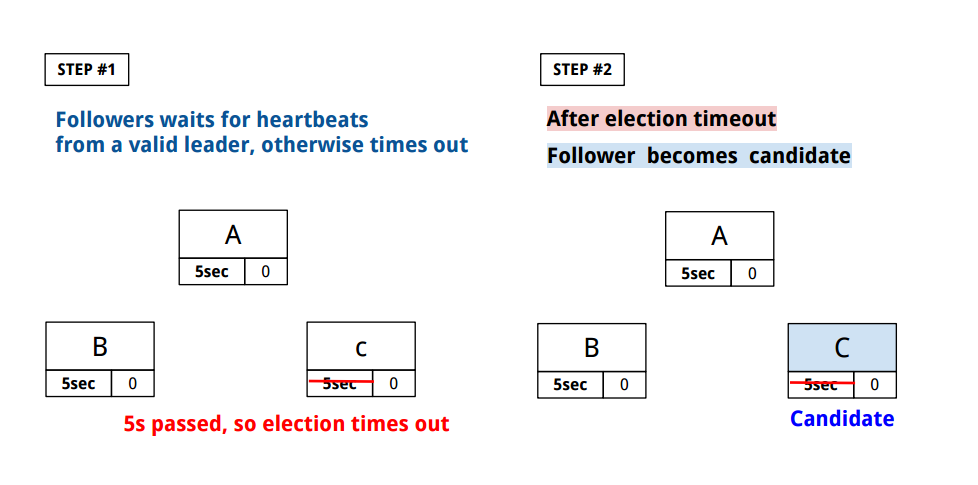 STEP #1
Followers waits for heartbeats
from a valid leader, otherwise times out
A
5sec 0
B
5sec 0
c
5sec 0
5s passed, so election times out
STEP #2
After election timeout
Follower becomes candidate
A
5sec 0
B
5sec 0
C
5sec 0
Candidate